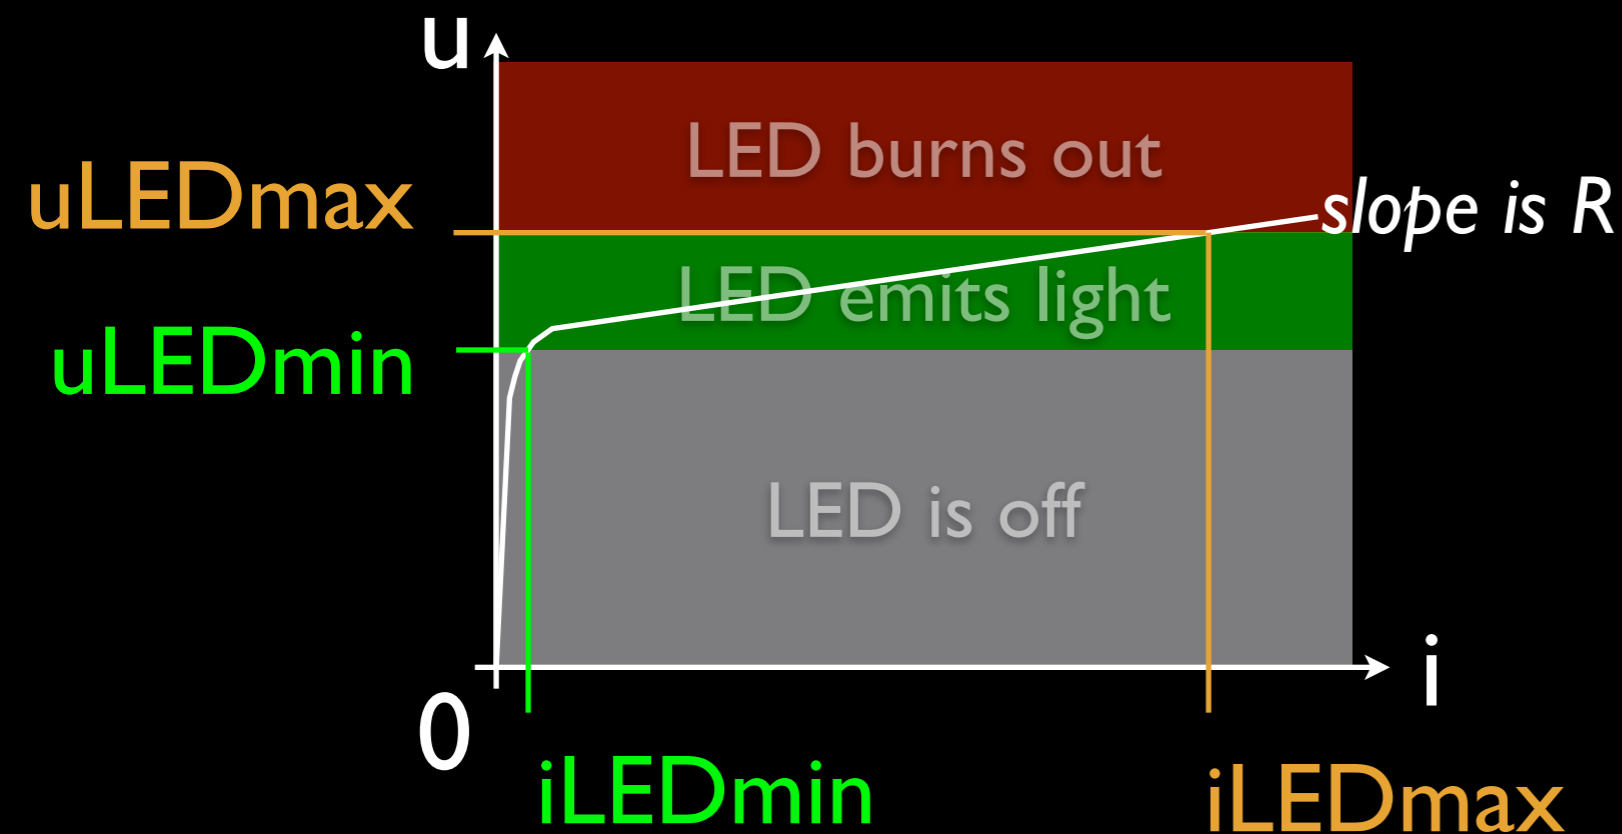 u
LED burns out
uLEDmax
slope is R
LED emits light
uLEDmin
LED is off
i
0
iLEDmin
iLEDmax